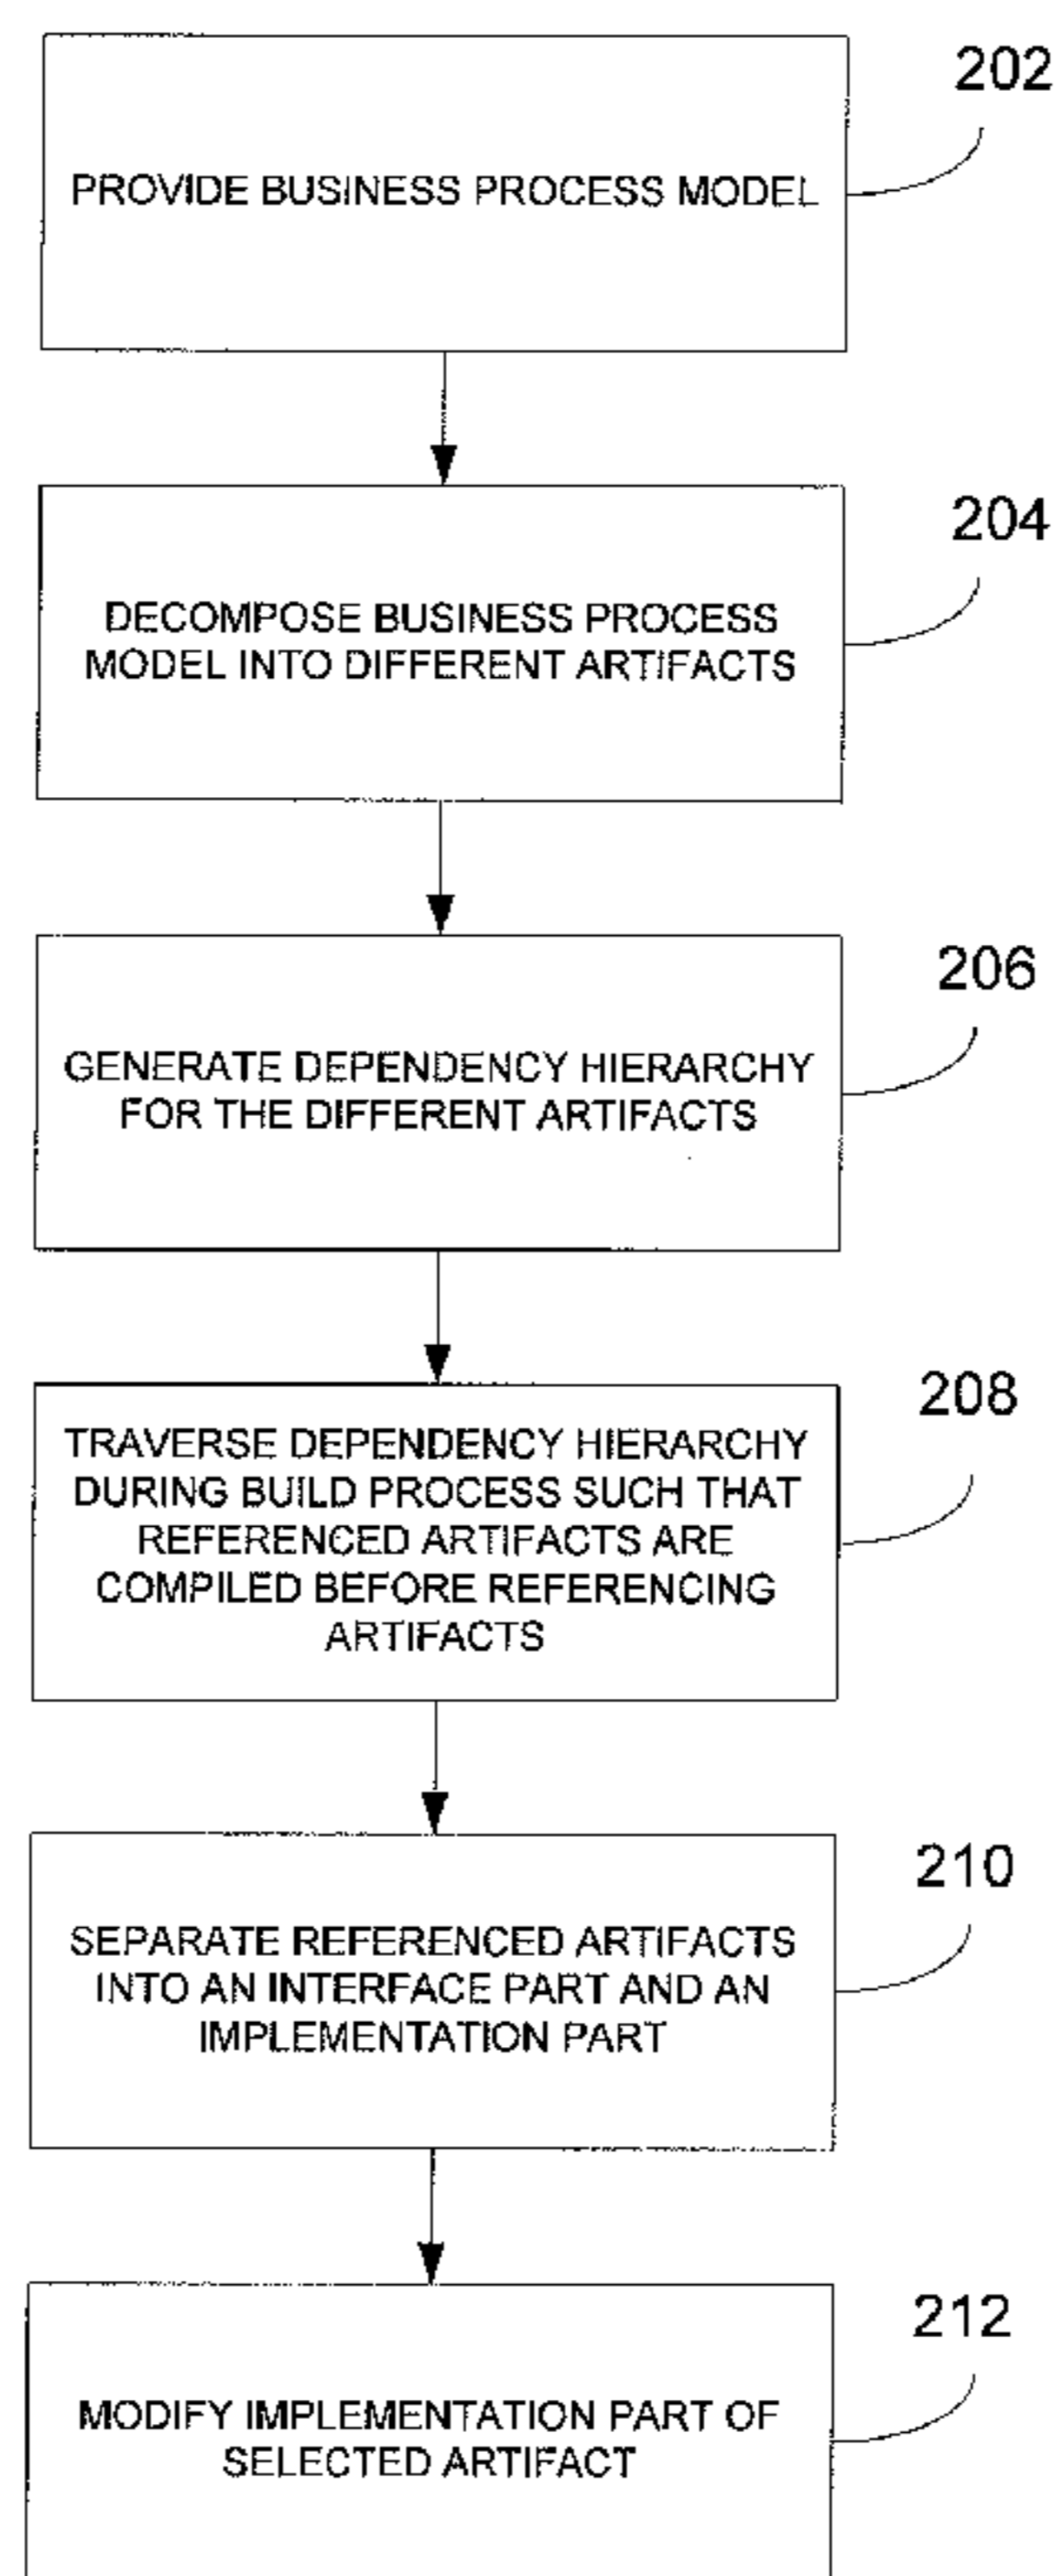 202
PROVIDE BUSINESS PROCESS MODEL
204
DECOMPOSE BUSINESS PROCESS
MODEL INTO DIFFERENT ARTIFACTS
206
GENERATE DEPENDENCY HIERARCHY
FOR THE DIFFERENT ARTIFACTS
208
TRAVERSE DEPENDENCY HIERARCHY
DURING BUILD PROCESS SUCH THAT
REFERENCED ARTIFACTS ARE
COMPILED BEFORE REFERENCING
ARTIFACTS
210
SEPARATE REFERENCED ARTIFACTS
INTO AN INTERFACE PART AND AN
IMPLEMENTATION PART
212
MODIFY IMPLEMENTATION PART OF
SELECTED ARTIFACT